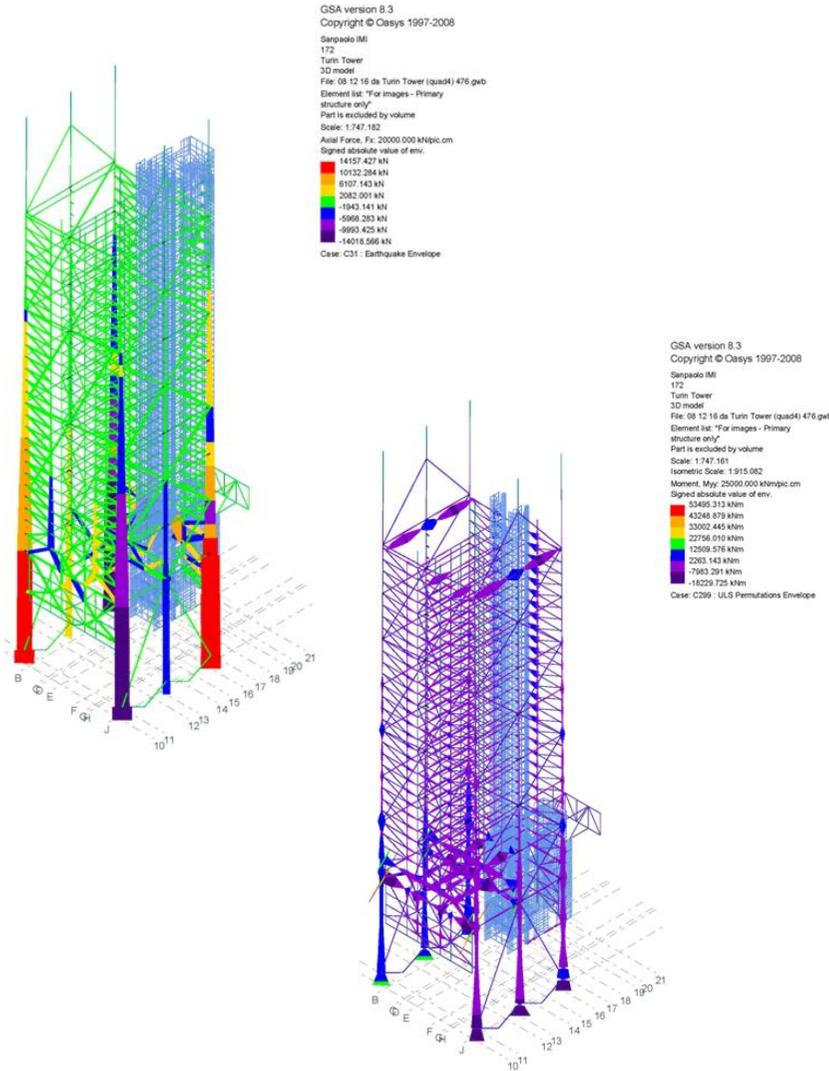 GSA version 8.3
Copyright © Oasys 1997-2008
Sanpaolo IMI
172
Turin Tower
3D model
File: 08 12 16 da Turin Tower (quad4) 476.gwb
Element list: "For images - Primary
structure only"
Part is excluded by volume
Scale: 1:747.182
Axial Force, Fx: 20000.000 kN/pic.cm
Signed absolute value of env.
14157.427 kN
10132.284 kN
6107.143 kN
2082.001 kN
-1943.141 kN
-5968.283 kN
-9993.425 kN
-14018.566 kN
Case: C31 : Earthquake Envelope
B
C
D
E
F
G
H
J
10
11
12
13
14
15
16
17
18
19
20
21
GSA version 8.3
Copyright © Oasys 1997-2008
Sanpaolo IMI
172
Turin Tower
3D model
File: 08 12 16 da Turin Tower (quad4) 476.gwt
Element list: "For images - Primary
structure only"
Part is excluded by volume
Scale: 1:747.161
Isometric Scale: 1:915.082
Moment, Myy: 25000.000 kNm/pic.cm
Signed absolute value of env.
53495.313 kNm
43248.879 kNm
33002.445 kNm
22756.010 kNm
12509.576 kNm
2263.143 kNm
-7983.291 kNm
-18229.725 kNm
Case: C299 : ULS Permutations Envelope
B
C
D
E
F
G
H
J
10
11
12
13
14
15
16
17
18
19
20
21